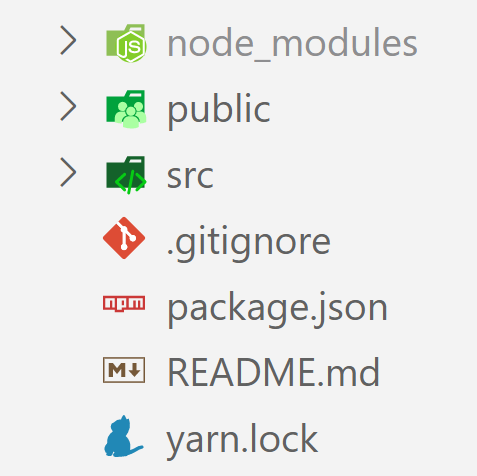 node_modules
public
src
.gitignore
package.json
README.md
yarn.lock